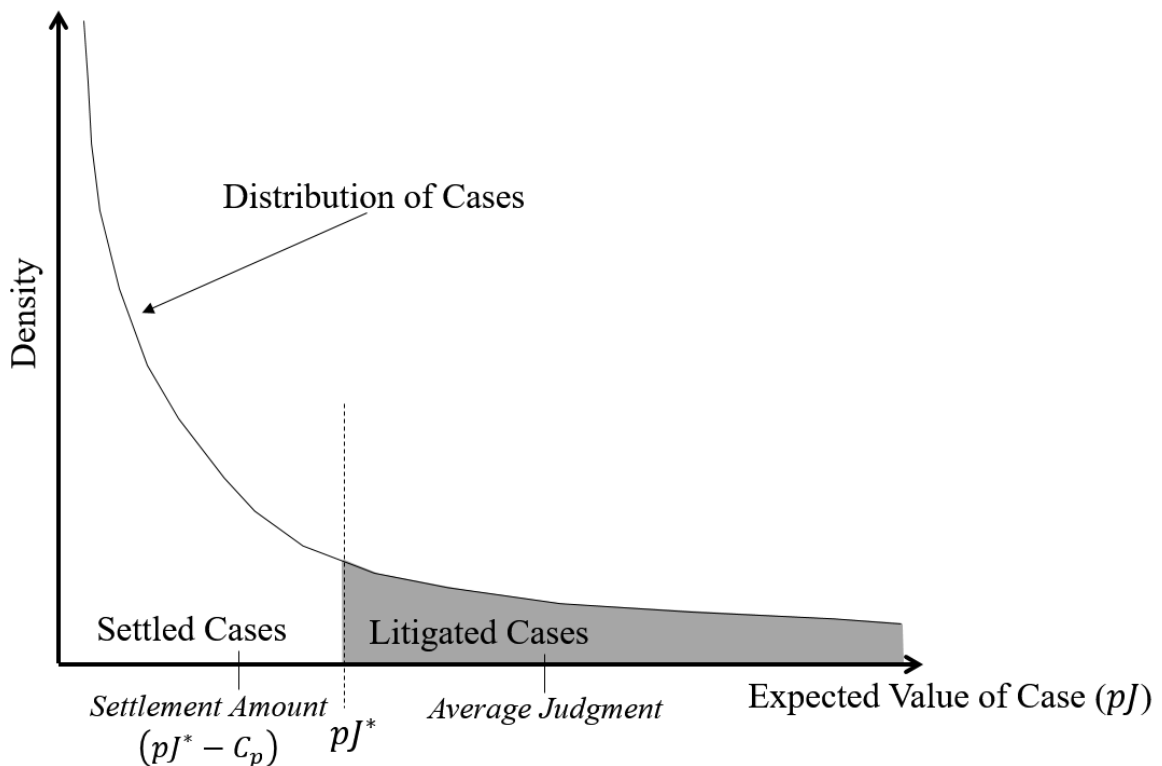 Distribution of Cases
Density
Settled Cases
Litigated Cases
Settlement Amount
(pJ* − C_p)
pJ*
Average Judgment
Expected Value of Case (pJ)